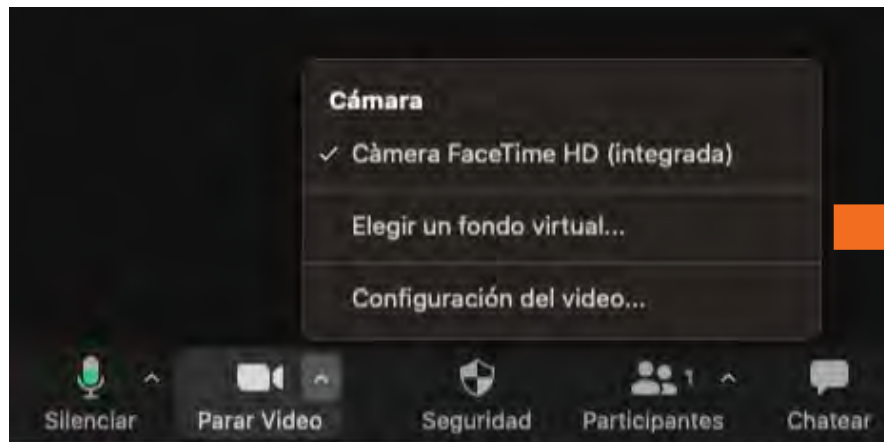 Cámara
Càmera FaceTime HD (integrada)
Elegir un fondo virtual...
Configuración del video...
1
Silenciar Parar Video Seguridad Participantes Chatear